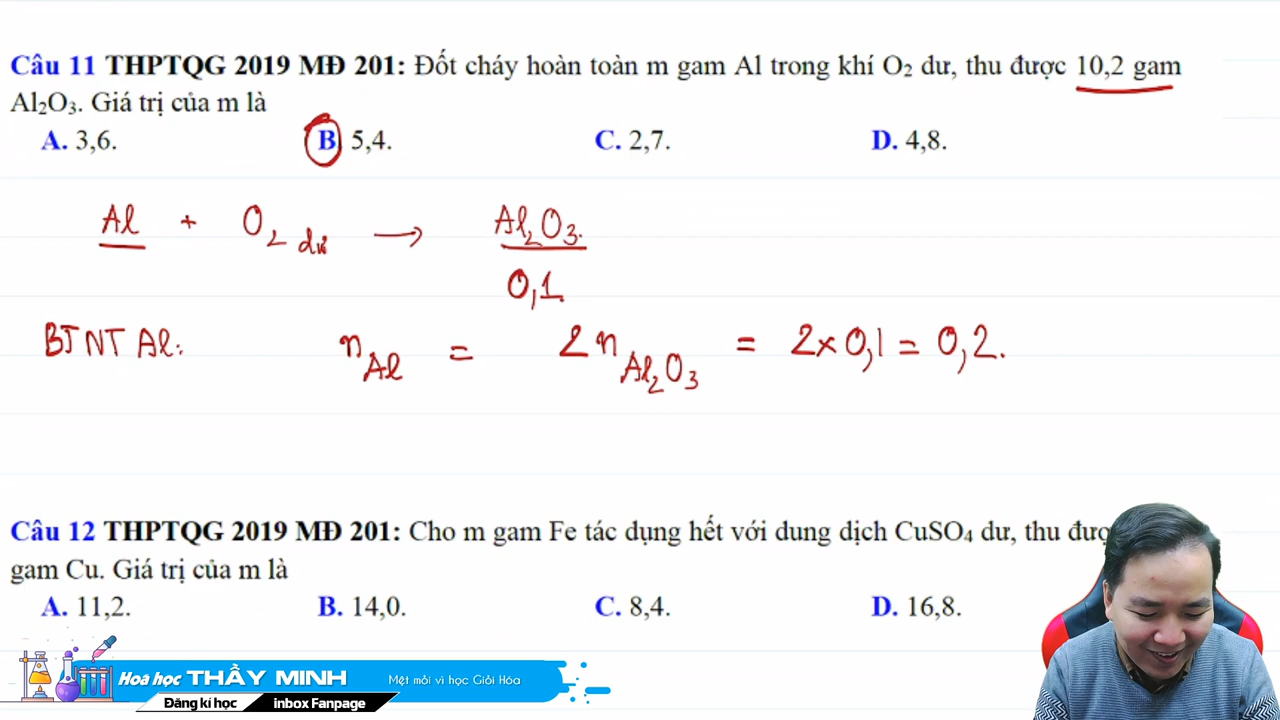 Câu 11 THPTQG 2019 MĐ 201: Đốt cháy hoàn toàn m gam Al trong khí O₂ dư, thu được 10,2 gam
Al₂O₃. Giá trị của m là
A. 3,6. B. 5,4. C. 2,7. D. 4,8.
Al + O₂ dư → Al₂O₃.
0,1
BTNT Al: n Al = 2 n Al₂O₃ = 2×0,1 = 0,2.
Câu 12 THPTQG 2019 MĐ 201: Cho m gam Fe tác dụng hết với dung dịch CuSO₄ dư, thu
gam Cu. Giá trị của m là
A. 11,2. B. 14,0. C. 8,4. D. 16,8.
Hoá học THẦY MINH Mệt mỏi vì học Giỏi Hóa
Đăng kí học inbox Fanpage